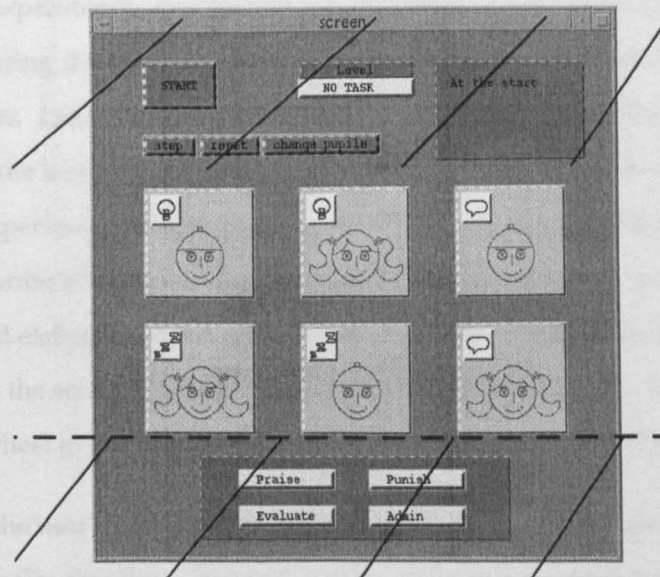 screen
START
Level
NO TASK
At the start
step reset change pupils
Praise Punish
Evaluate Admin